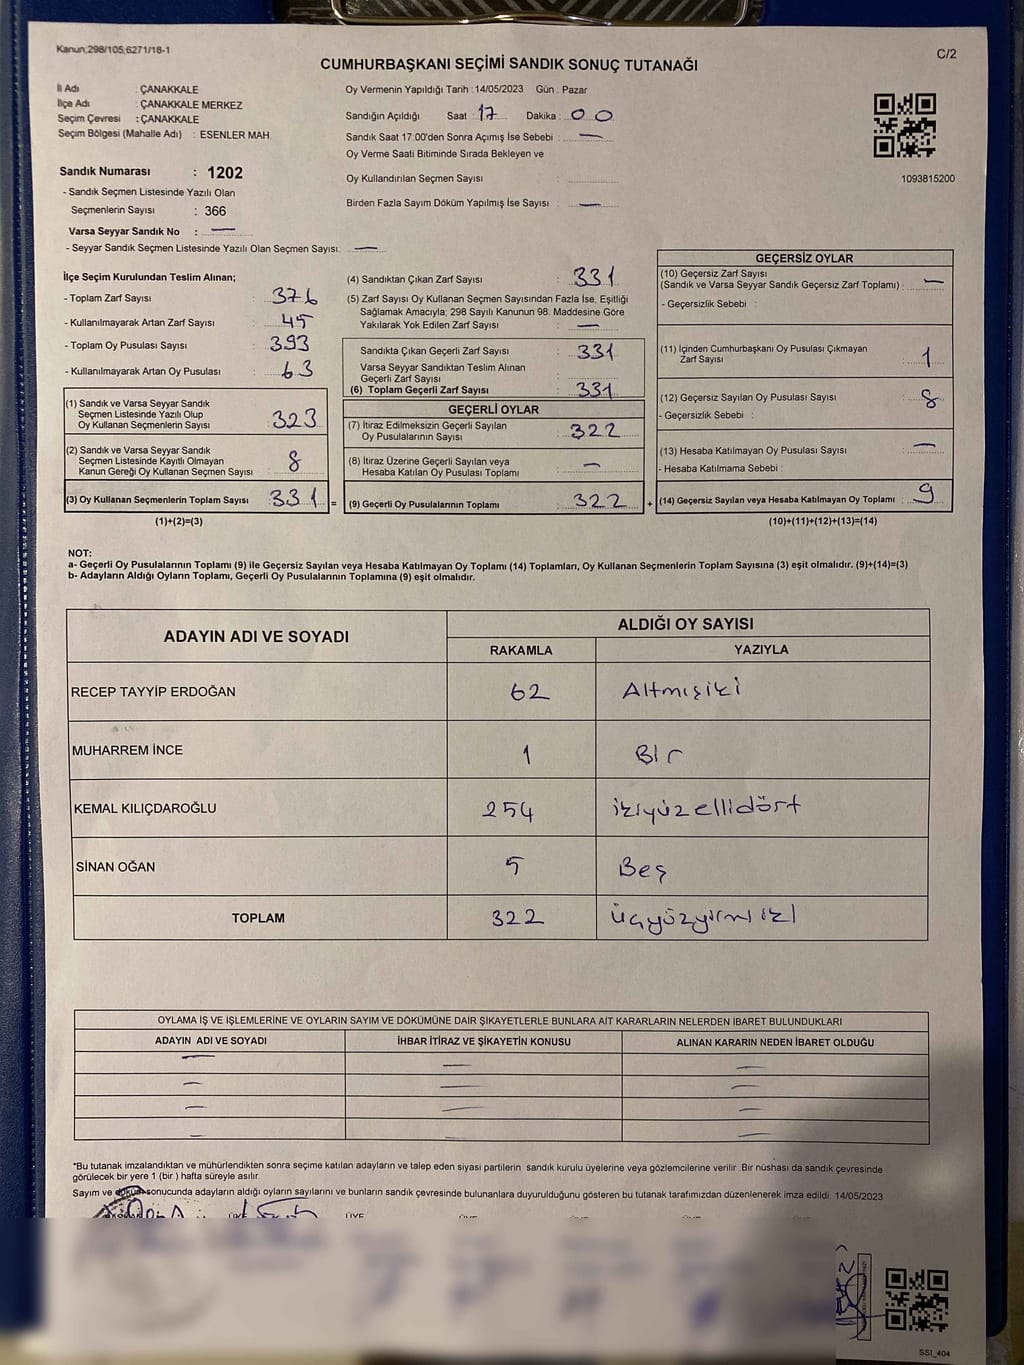 Kanun;298/105,6271/18-1
C/2
CUMHURBAŞKANI SEÇİMİ SANDIK SONUÇ TUTANAĞI
İl Adı : ÇANAKKALE
İlçe Adı : ÇANAKKALE MERKEZ
Seçim Çevresi : ÇANAKKALE
Seçim Bölgesi (Mahalle Adı) : ESENLER MAH.
Oy Vermenin Yapıldığı Tarih : 14/05/2023 Gün : Pazar
Sandığın Açıldığı Saat : 17 Dakika : 00
Sandık Saat 17.00'den Sonra Açımış İse Sebebi : —
Oy Verme Saati Bitiminde Sırada Bekleyen ve
Oy Kullandırılan Seçmen Sayısı :
Birden Fazla Sayım Döküm Yapılmış İse Sayısı : —
1093815200
Sandık Numarası : 1202
- Sandık Seçmen Listesinde Yazılı Olan
Seçmenlerin Sayısı : 366
Varsa Seyyar Sandık No : —
- Seyyar Sandık Seçmen Listesinde Yazılı Olan Seçmen Sayısı: —
İlçe Seçim Kurulundan Teslim Alınan;
- Toplam Zarf Sayısı : 376
- Kullanılmayarak Artan Zarf Sayısı : 45
- Toplam Oy Pusulası Sayısı : 393
- Kullanılmayarak Artan Oy Pusulası : 63
(1) Sandık ve Varsa Seyyar Sandık
Seçmen Listesinde Yazılı Olup
Oy Kullanan Seçmenlerin Sayısı : 323
(2) Sandık ve Varsa Seyyar Sandık
Seçmen Listesinde Kayıtlı Olmayan
Kanun Gereği Oy Kullanan Seçmen Sayısı : 8
(3) Oy Kullanan Seçmenlerin Toplam Sayısı : 331 =
(1)+(2)=(3)
(4) Sandıktan Çıkan Zarf Sayısı : 331
(5) Zarf Sayısı Oy Kullanan Seçmen Sayısından Fazla İse, Eşitliği
Sağlamak Amacıyla; 298 Sayılı Kanunun 98. Maddesine Göre
Yakılarak Yok Edilen Zarf Sayısı : —
Sandıkta Çıkan Geçerli Zarf Sayısı : 331
Varsa Seyyar Sandıktan Teslim Alınan
Geçerli Zarf Sayısı :
(6) Toplam Geçerli Zarf Sayısı : 331
GEÇERLİ OYLAR
(7) İtiraz Edilmeksizin Geçerli Sayılan
Oy Pusulalarının Sayısı : 322
(8) İtiraz Üzerine Geçerli Sayılan veya
Hesaba Katılan Oy Pusulası Toplamı : —
(9) Geçerli Oy Pusulalarının Toplamı : 322 +
GEÇERSİZ OYLAR
(10) Geçersiz Zarf Sayısı
(Sandık ve Varsa Seyyar Sandık Geçersiz Zarf Toplamı) : —
- Geçersizlik Sebebi :
(11) İçinden Cumhurbaşkanı Oy Pusulası Çıkmayan
Zarf Sayısı : 1
(12) Geçersiz Sayılan Oy Pusulası Sayısı : 8
- Geçersizlik Sebebi :
(13) Hesaba Katılmayan Oy Pusulası Sayısı : —
- Hesaba Katılmama Sebebi :
(14) Geçersiz Sayılan veya Hesaba Katılmayan Oy Toplamı : 9
(10)+(11)+(12)+(13)=(14)
NOT:
a- Geçerli Oy Pusulalarının Toplamı (9) ile Geçersiz Sayılan veya Hesaba Katılmayan Oy Toplamı (14) Toplamları, Oy Kullanan Seçmenlerin Toplam Sayısına (3) eşit olmalıdır. (9)+(14)=(3)
b- Adayların Aldığı Oyların Toplamı, Geçerli Oy Pusulalarının Toplamına (9) eşit olmalıdır.
ADAYIN ADI VE SOYADI ALDIĞI OY SAYISI
RAKAMLA YAZIYLA
RECEP TAYYİP ERDOĞAN 62 Altmışiki
MUHARREM İNCE 1 Bir
KEMAL KILIÇDAROĞLU 254 ikiyüzellidört
SİNAN OĞAN 5 Beş
TOPLAM 322 Üçyüzyirmiiki
OYLAMA İŞ VE İŞLEMLERİNE VE OYLARIN SAYIM VE DÖKÜMÜNE DAİR ŞİKAYETLERLE BUNLARA AİT KARARLARIN NELERDEN İBARET BULUNDUKLARI
ADAYIN ADI VE SOYADI İHBAR İTİRAZ VE ŞİKAYETİN KONUSU ALINAN KARARIN NEDEN İBARET OLDUĞU
— — —
— — —
— — —
— — —
*Bu tutanak imzalandıktan ve mühürlendikten sonra seçime katılan adayların ve talep eden siyasi partilerin sandık kurulu üyelerine veya gözlemcilerine verilir. Bir nüshası da sandık çevresinde
görülecek bir yere 1 (bir) hafta süreyle asılır.
Sayım ve döküm sonucunda adayların aldığı oyların sayılarını ve bunların sandık çevresinde bulunanlara duyurulduğunu gösteren bu tutanak tarafımızdan düzenlenerek imza edildi. 14/05/2023
ÜYE ÜYE
SSI_404